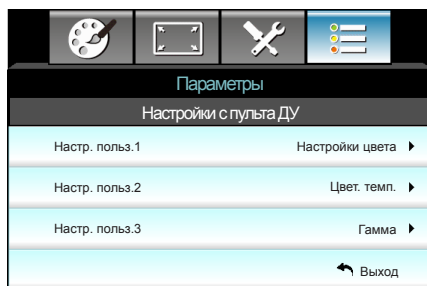 Параметры
Настройки с пульта ДУ
Настр. польз.1 Настройки цвета
Настр. польз.2 Цвет. темп.
Настр. польз.3 Гамма
Выход